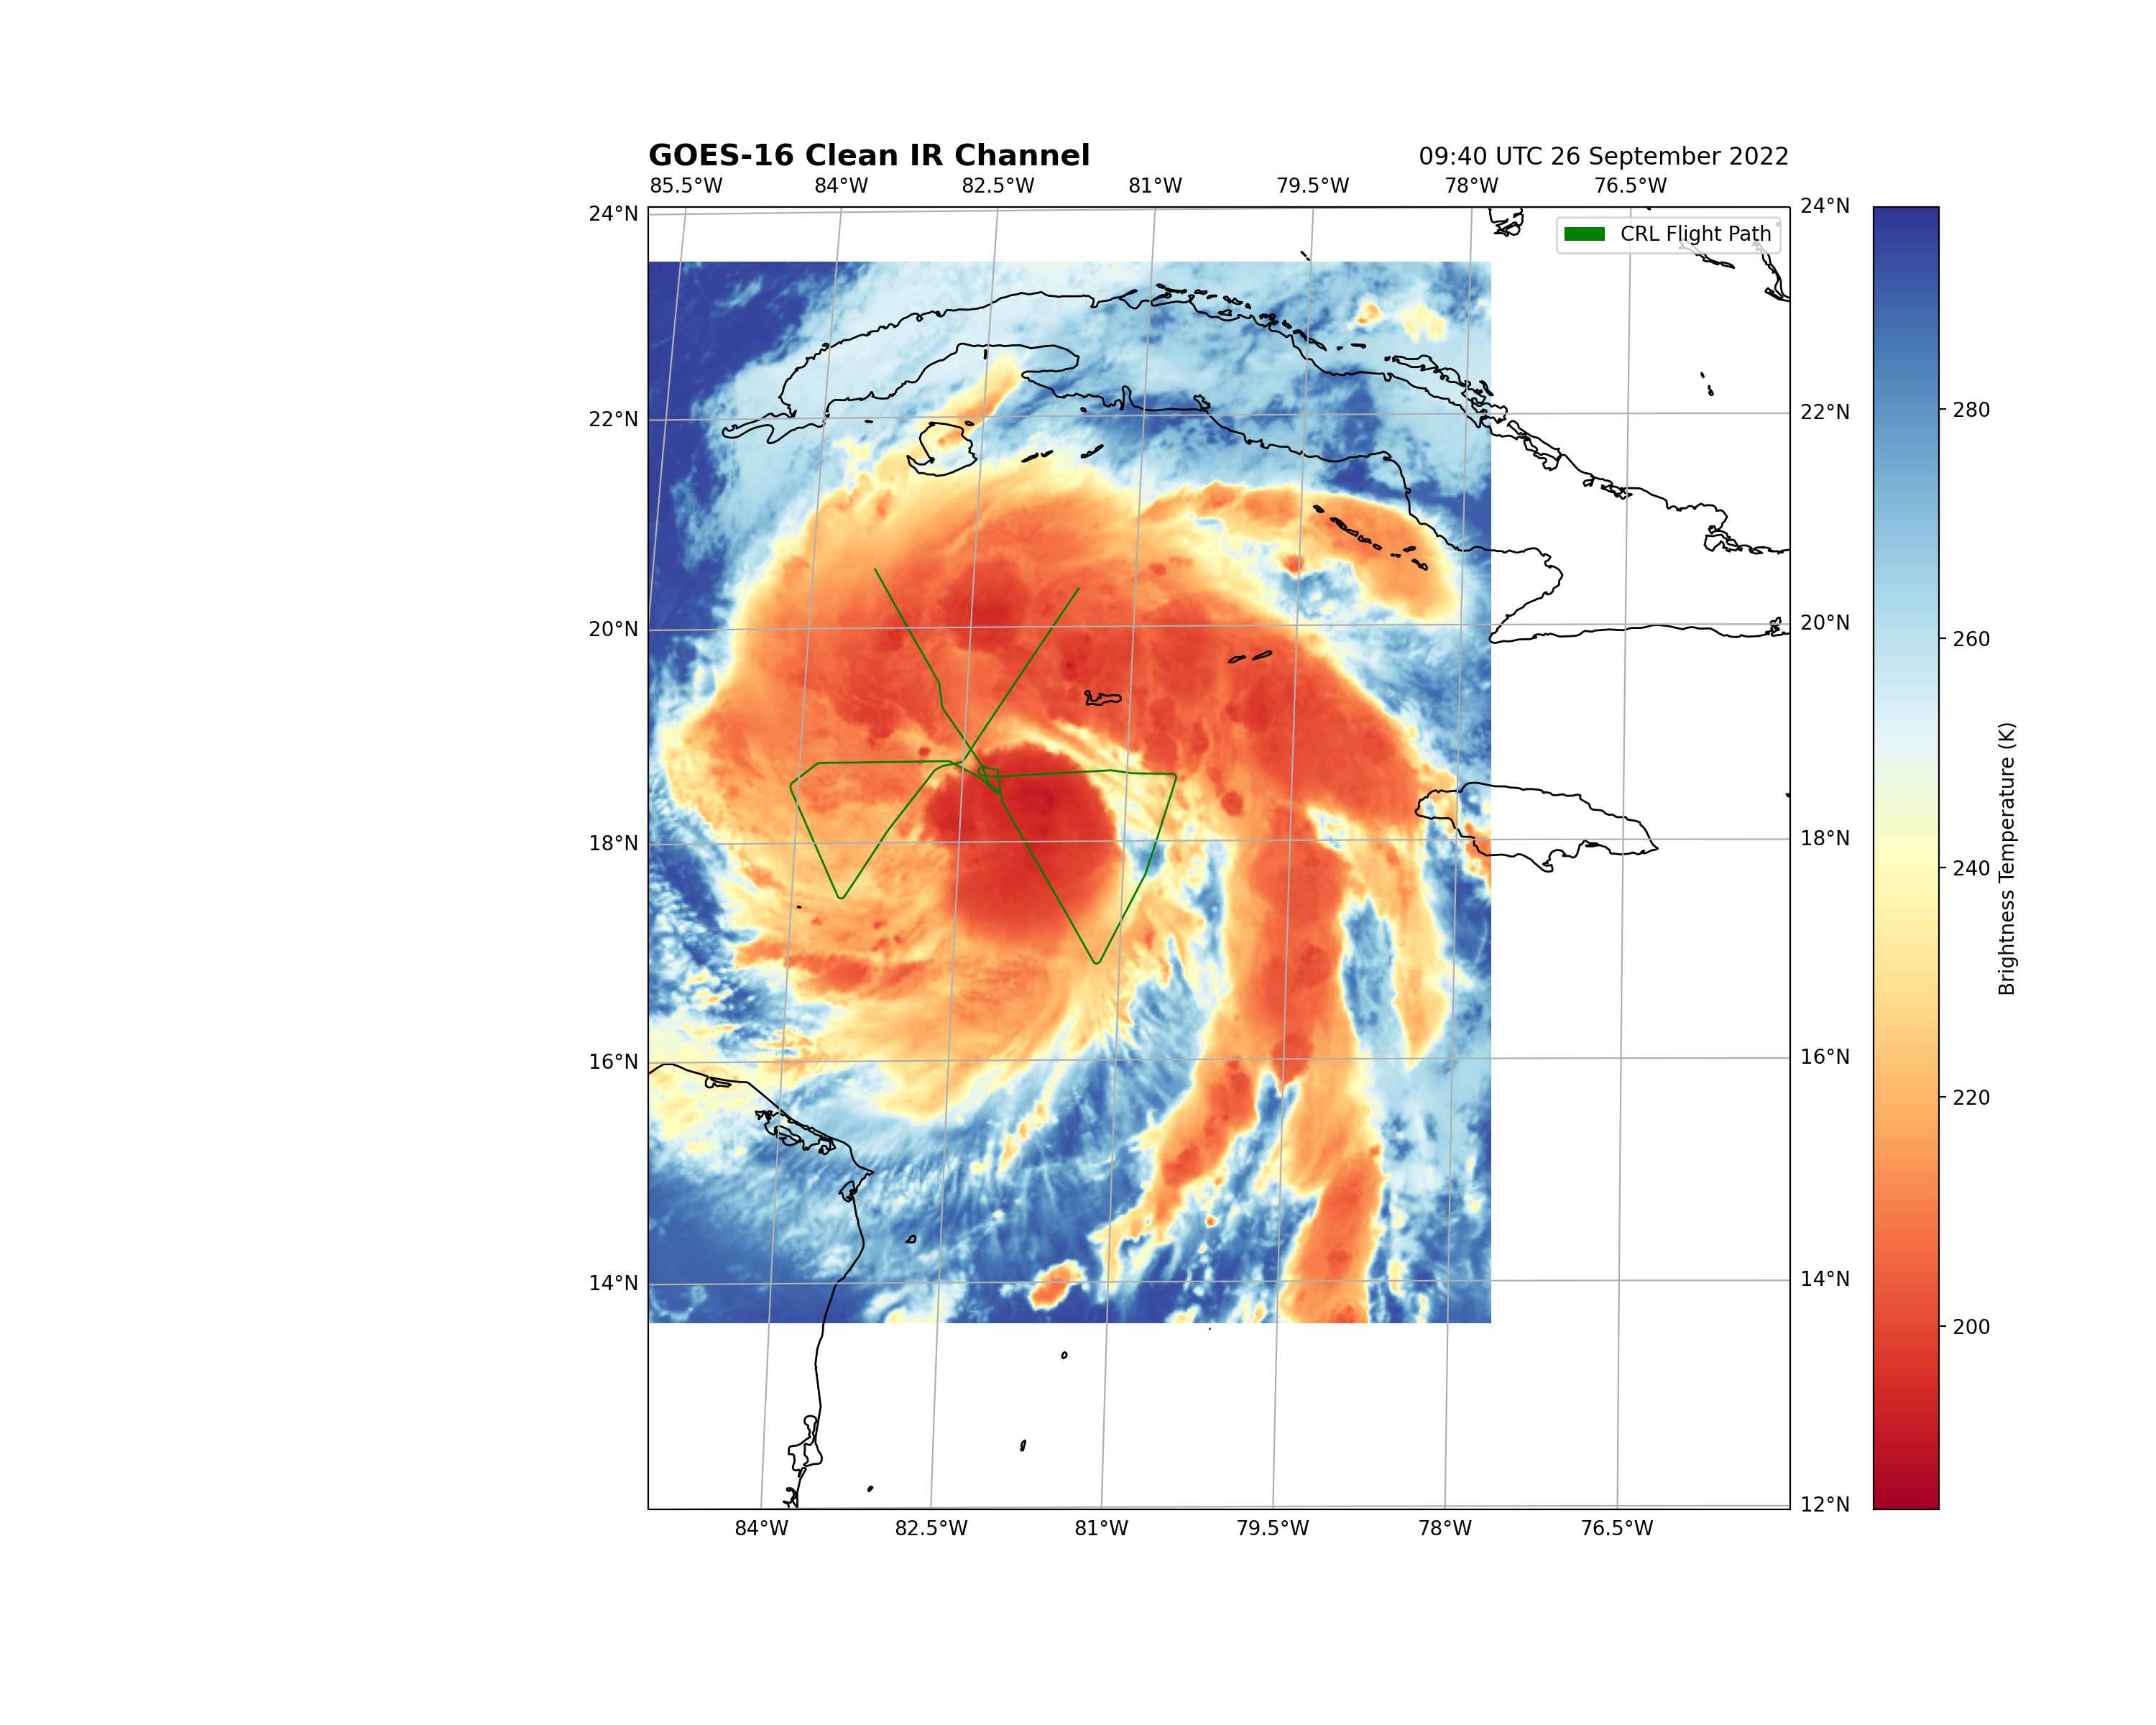 GOES-16 Clean IR Channel
09:40 UTC 26 September 2022
85.5°W 84°W 82.5°W 81°W 79.5°W 78°W 76.5°W
24°N 24°N
CRL Flight Path
22°N 22°N 280
20°N 20°N 260
18°N 18°N 240
Brightness Temperature (K)
16°N 16°N 220
14°N 14°N 200
12°N
84°W 82.5°W 81°W 79.5°W 78°W 76.5°W